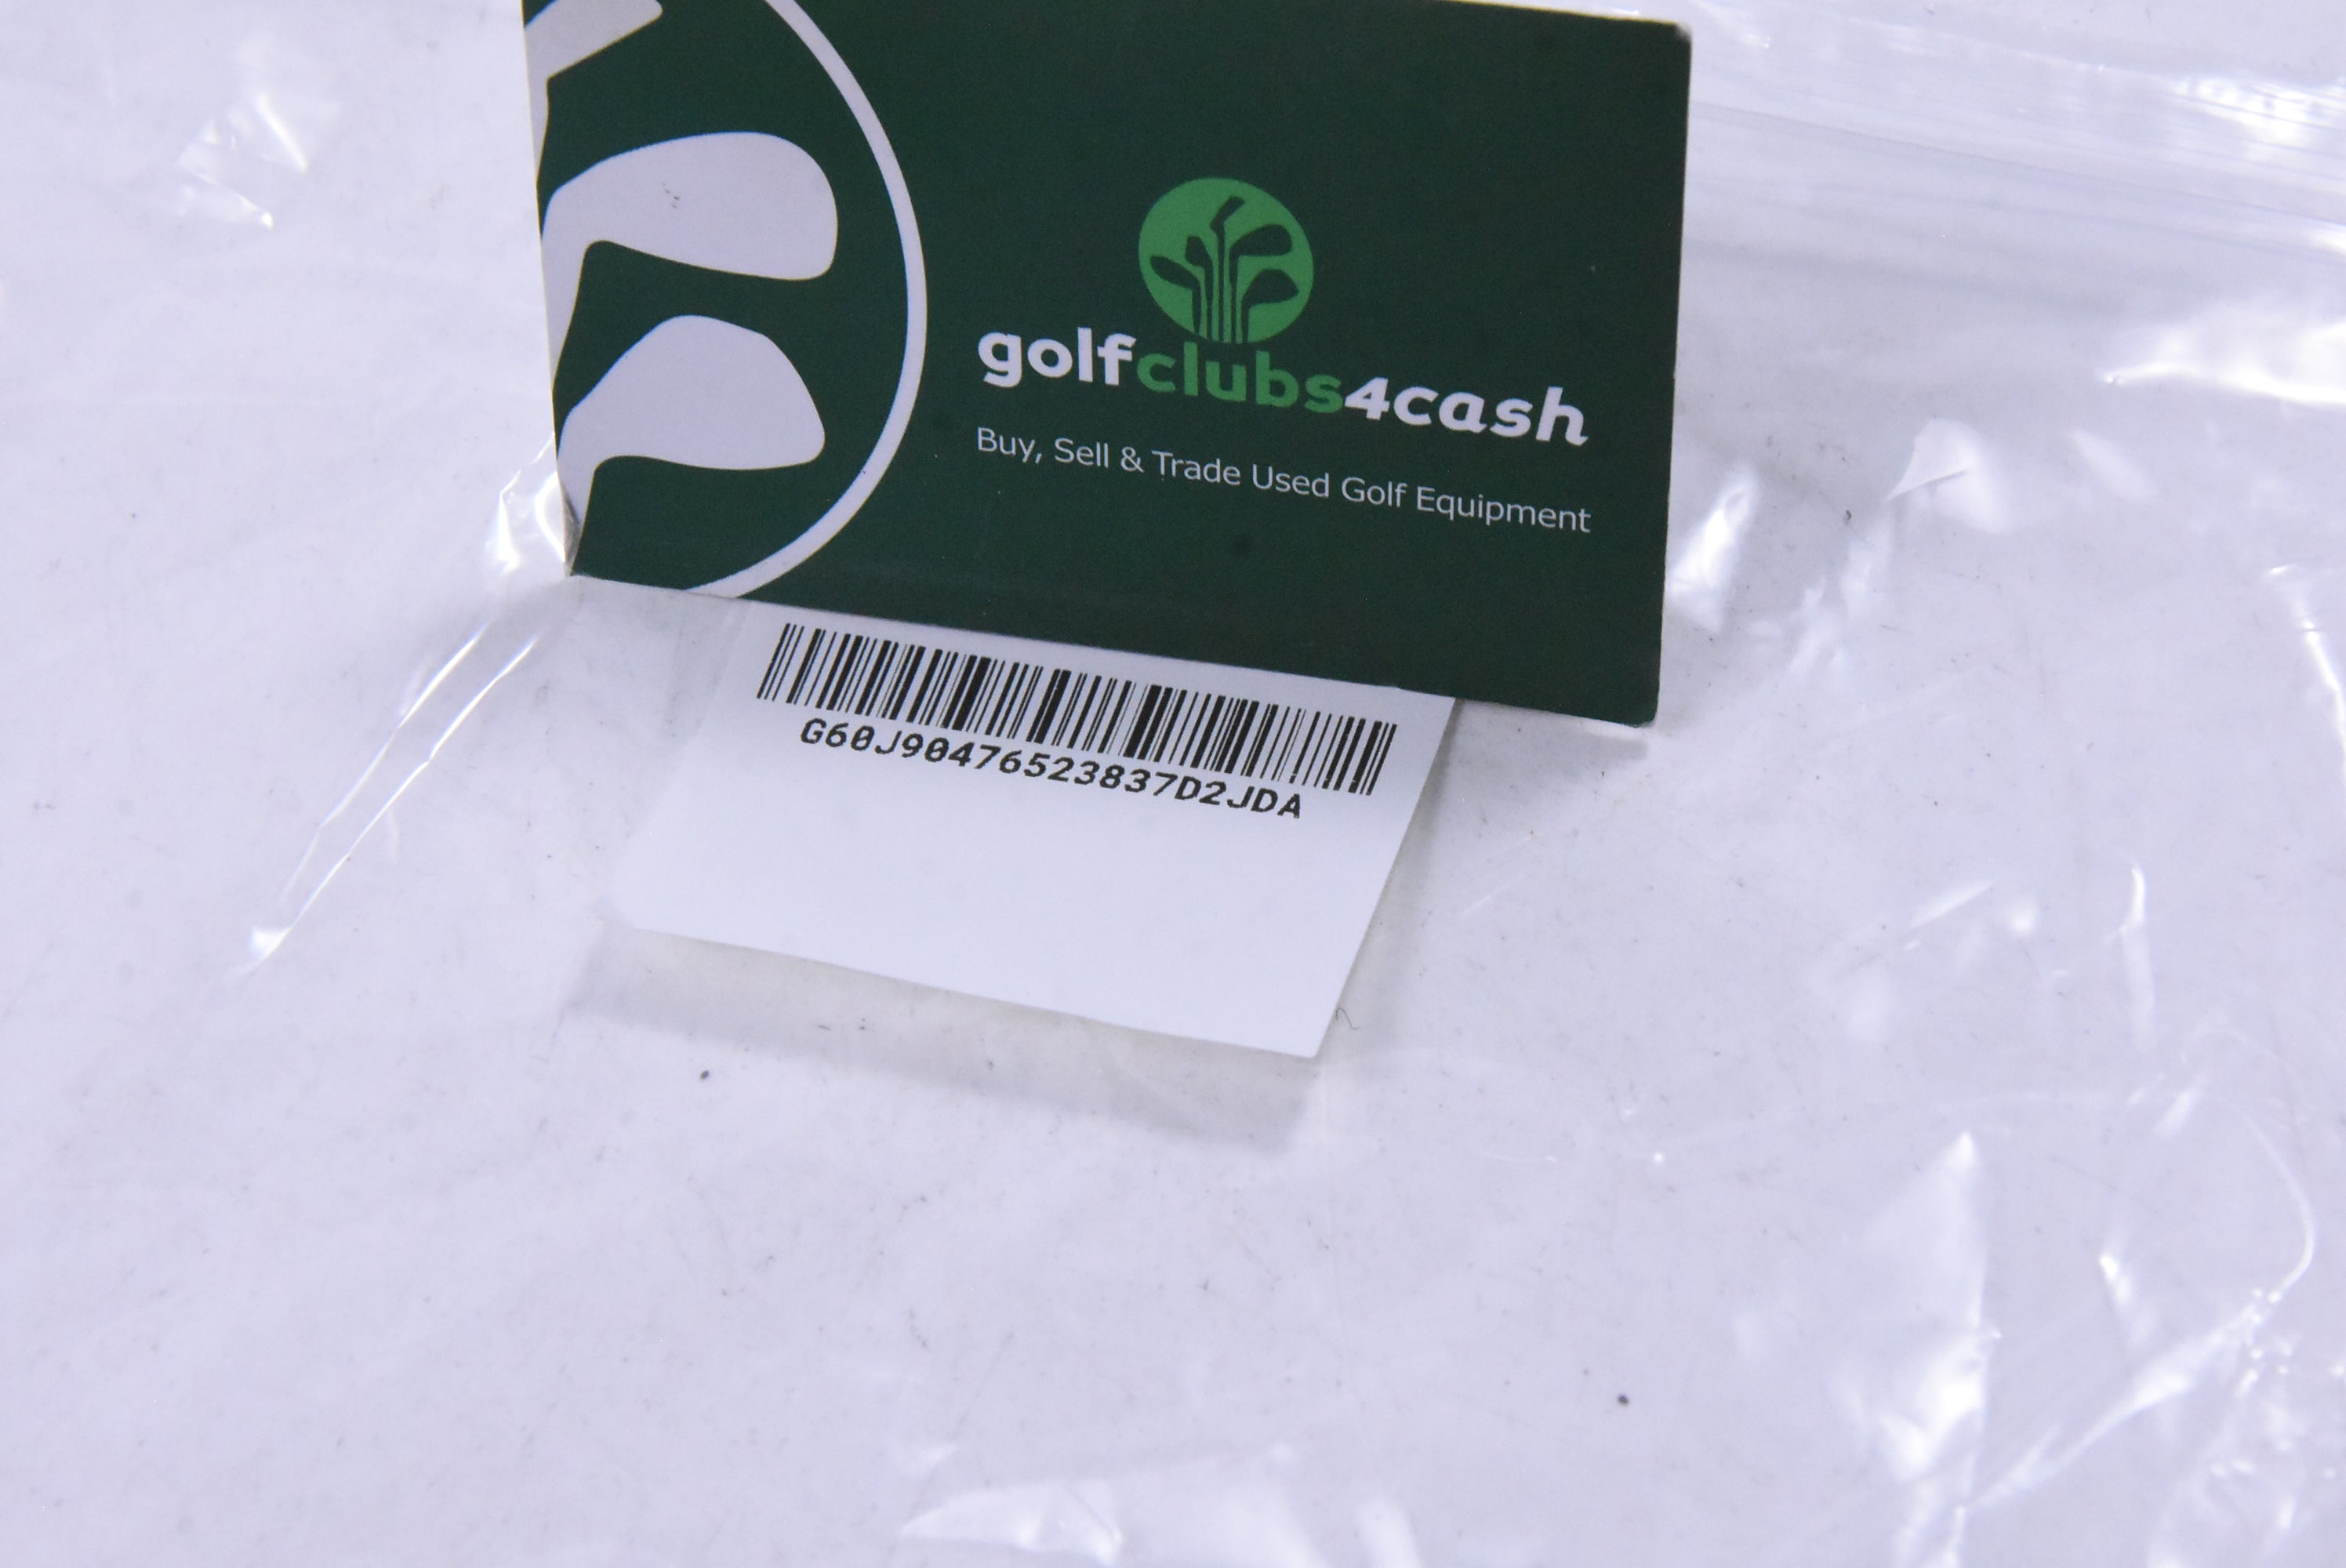 golfclubs4cash
Buy, Sell & Trade Used Golf Equipment
G60J90476523837D2JDA